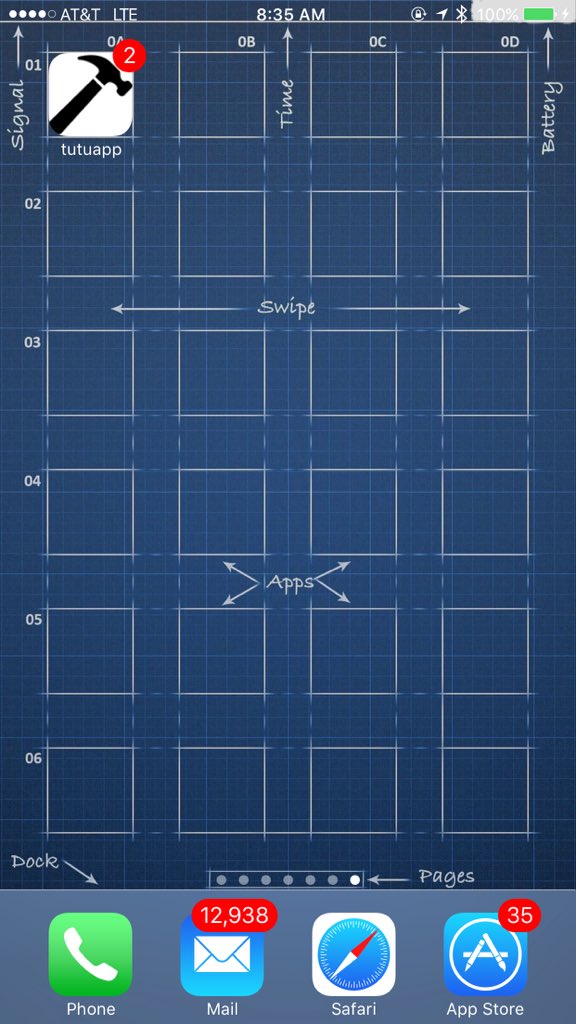 AT&T LTE 8:35 AM 100%
0A 0B 0C 0D
01
2
Signal
Time
Battery
tutuapp
02
Swipe
03
04
Apps
05
06
Dock
Pages
12,938
35
Phone Mail Safari App Store